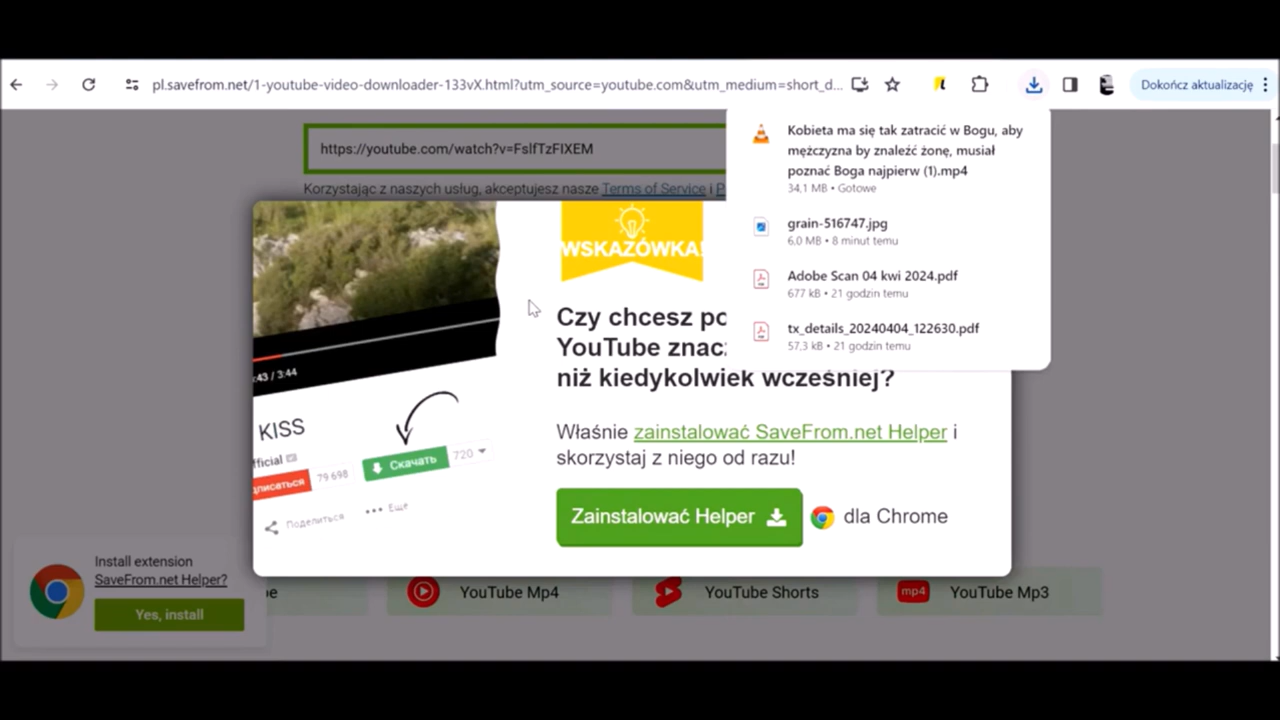 pl.savefrom.net/1-youtube-video-downloader-133vX.html?utm_source=youtube.com&utm_medium=short_d...
Dokończ aktualizację
https://youtube.com/watch?v=FslfTzFIXEM
Korzystając z naszych usług, akceptujesz nasze Terms of Service i P
Kobieta ma się tak zatracić w Bogu, aby
mężczyzna by znaleźć żonę, musiał
poznać Boga najpierw (1).mp4
34,1 MB • Gotowe
grain-516747.jpg
6,0 MB • 8 minut temu
Adobe Scan 04 kwi 2024.pdf
677 kB • 21 godzin temu
tx_details_20240404_122630.pdf
57,3 kB • 21 godzin temu
WSKAZÓWKA!
Czy chcesz po
YouTube znac
niż kiedykolwiek wcześniej?
Właśnie zainstalować SaveFrom.net Helper i
skorzystaj z niego od razu!
Zainstalować Helper
dla Chrome
:43 / 3:44
KISS
fficial
дписаться 79 698
Скачать 720
Поделиться
••• Ещё
Install extension
SaveFrom.net Helper?
Yes, install
be
YouTube Mp4
YouTube Shorts
mp4
YouTube Mp3